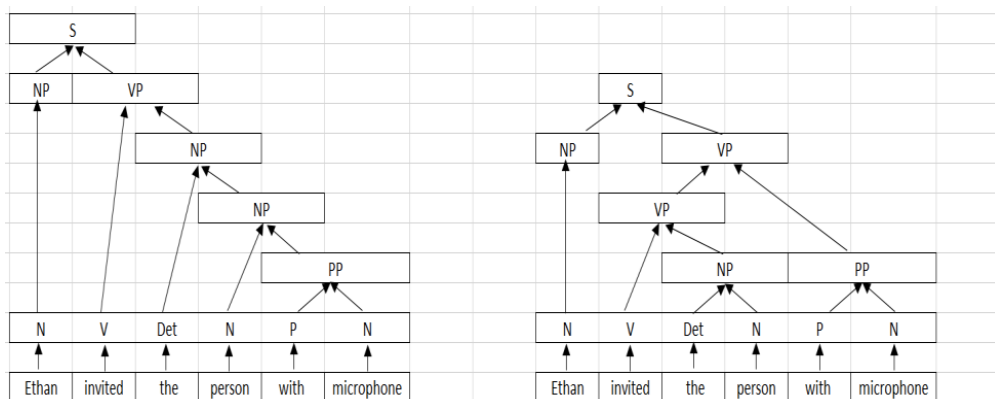 S
NP VP S
NP NP VP
NP VP
PP NP PP
N V Det N P N N V Det N P N
Ethan invited the person with microphone Ethan invited the person with microphone